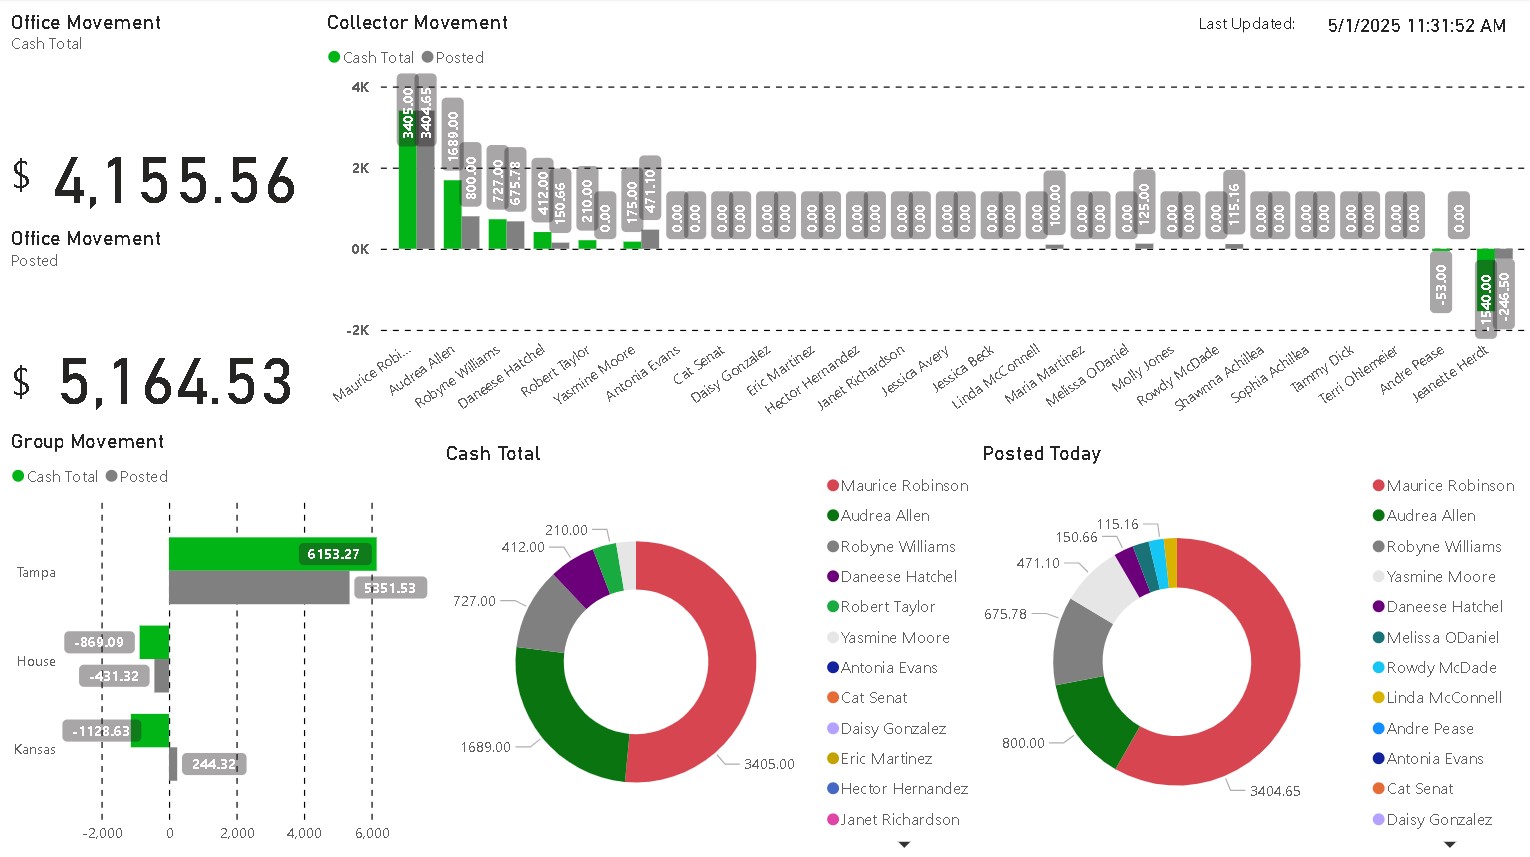 Office Movement
Cash Total
$ 4,155.56
Office Movement
Posted
$ 5,164.53
Collector Movement
Last Updated: 5/1/2025 11:31:52 AM
Cash Total Posted
4K
2K
0K
-2K
3405.00 3404.65 1689.00 800.00 727.00 675.78 412.00 150.66 210.00 0.00 175.00 471.10 0.00 0.00 0.00 0.00 0.00 0.00 0.00 0.00 0.00 0.00 0.00 0.00 0.00 0.00 0.00 0.00 0.00 100.00 0.00 0.00 0.00 125.00 0.00 0.00 0.00 115.16 0.00 0.00 0.00 0.00 0.00 0.00 0.00 0.00 -53.00 0.00 -1540.00 -246.50
Maurice Robi...
Audrea Allen
Robyne Williams
Daneese Hatchel
Robert Taylor
Yasmine Moore
Antonia Evans
Cat Senat
Daisy Gonzalez
Eric Martinez
Hector Hernandez
Janet Richardson
Jessica Avery
Jessica Beck
Linda McConnell
Maria Martinez
Melissa ODaniel
Molly Jones
Rowdy McDade
Shawnna Achillea
Sophia Achillea
Tammy Dick
Terri Ohlemeier
Andre Pease
Jeanette Herdt
Group Movement
Cash Total Posted
Tampa
6153.27
5351.53
House
-869.09
-431.32
Kansas
-1128.63
244.32
-2,000 0 2,000 4,000 6,000
Cash Total
210.00
412.00
727.00
1689.00
3405.00
Maurice Robinson
Audrea Allen
Robyne Williams
Daneese Hatchel
Robert Taylor
Yasmine Moore
Antonia Evans
Cat Senat
Daisy Gonzalez
Eric Martinez
Hector Hernandez
Janet Richardson
Posted Today
115.16
150.66
471.10
675.78
800.00
3404.65
Maurice Robinson
Audrea Allen
Robyne Williams
Yasmine Moore
Daneese Hatchel
Melissa ODaniel
Rowdy McDade
Linda McConnell
Andre Pease
Antonia Evans
Cat Senat
Daisy Gonzalez